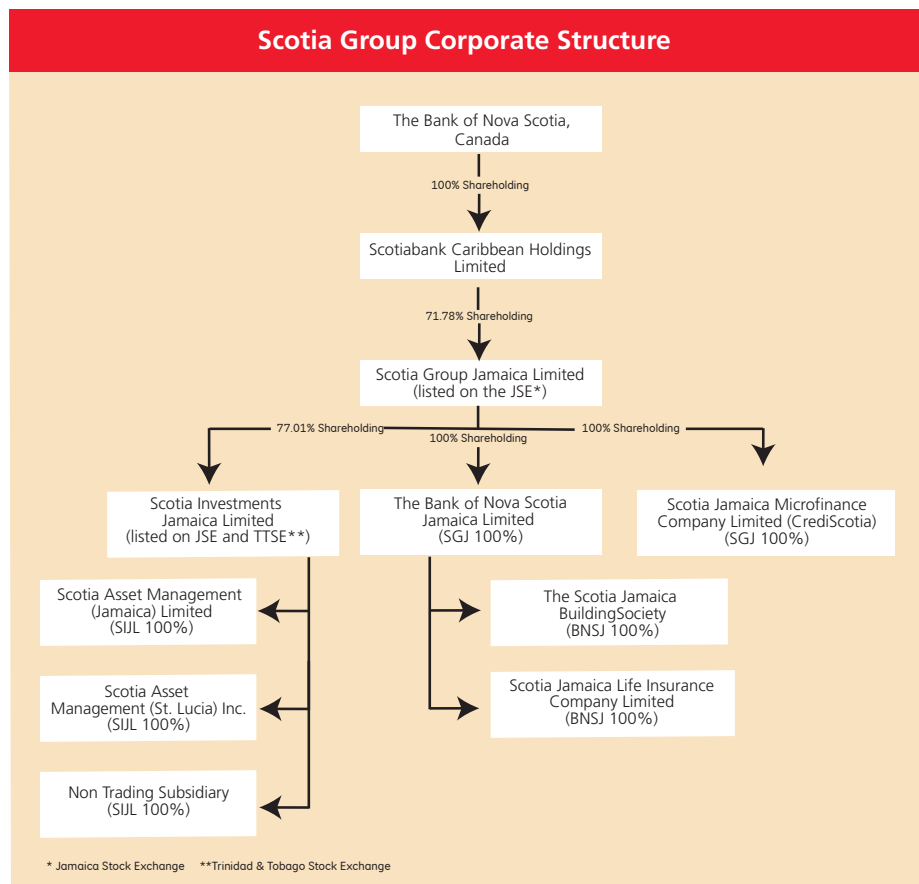 Scotia Group Corporate Structure
The Bank of Nova Scotia,
Canada
100% Shareholding
Scotiabank Caribbean Holdings
Limited
71.78% Shareholding
Scotia Group Jamaica Limited
(listed on the JSE*)
77.01% Shareholding
100% Shareholding
100% Shareholding
Scotia Investments
Jamaica Limited
(listed on JSE and TTSE**)
The Bank of Nova Scotia
Jamaica Limited
(SGJ 100%)
Scotia Jamaica Microfinance
Company Limited (CrediScotia)
(SGJ 100%)
Scotia Asset Management
(Jamaica) Limited
(SIJL 100%)
The Scotia Jamaica
BuildingSociety
(BNSJ 100%)
Scotia Asset
Management (St. Lucia) Inc.
(SIJL 100%)
Scotia Jamaica Life Insurance
Company Limited
(BNSJ 100%)
Non Trading Subsidiary
(SIJL 100%)
* Jamaica Stock Exchange **Trinidad & Tobago Stock Exchange